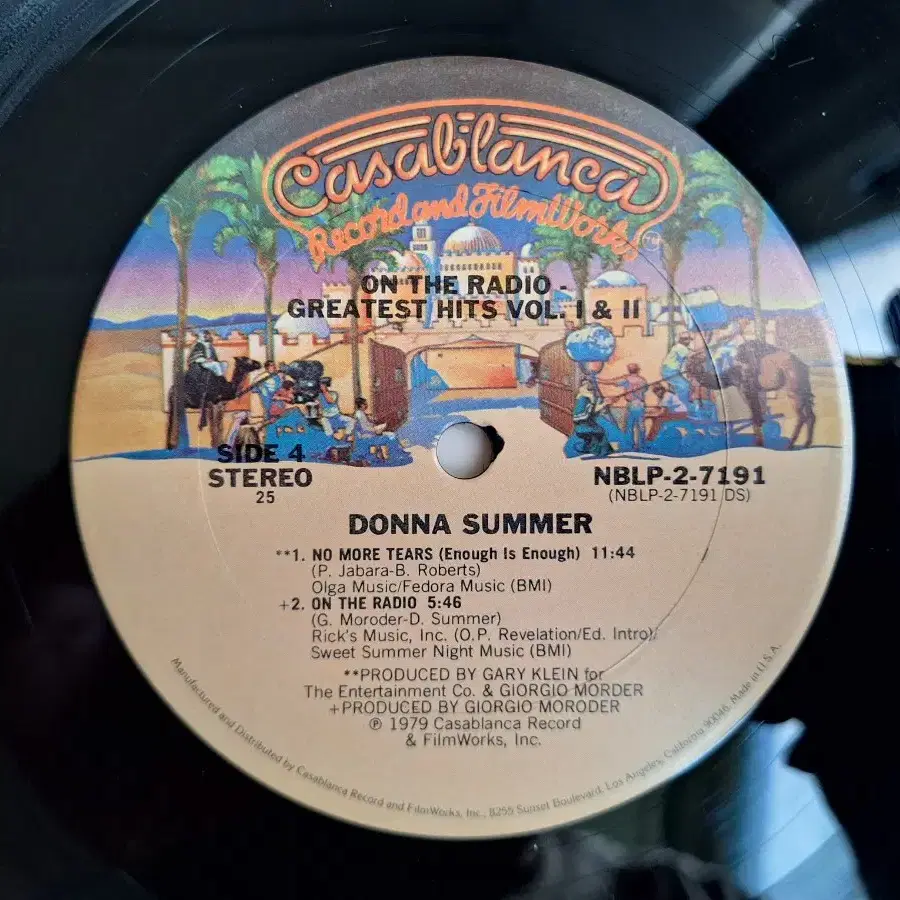 Casablanca
Record and FilmWorks
TM
ON THE RADIO -
GREATEST HITS VOL. I & II
SIDE 4
STEREO
25
NBLP-2-7191
(NBLP-2-7191 DS)
DONNA SUMMER
**1. NO MORE TEARS (Enough Is Enough) 11:44
(P. Jabara-B. Roberts)
Olga Music/Fedora Music (BMI)
+2. ON THE RADIO 5:46
(G. Moroder-D. Summer)
Rick's Music, Inc. (O.P. Revelation/Ed. Intro)/
Sweet Summer Night Music (BMI)
**PRODUCED BY GARY KLEIN for
The Entertainment Co. & GIORGIO MORDER
+PRODUCED BY GIORGIO MORODER
℗ 1979 Casablanca Record
& FilmWorks, Inc.
Manufactured and Distributed by Casablanca Record and FilmWorks, Inc., 8255 Sunset Boulevard, Los Angeles, California 90046. Made in U.S.A.